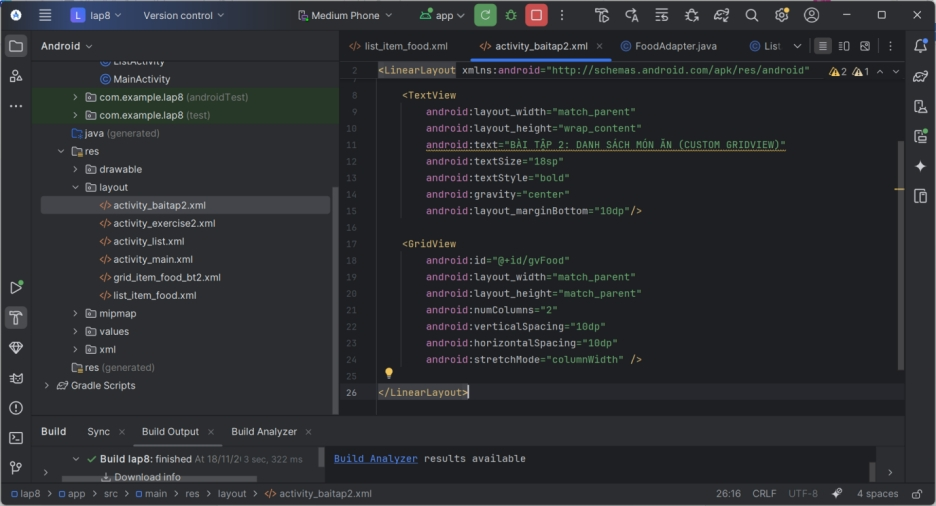 L lap8 Version control Medium Phone app
Android
ListActivity
MainActivity
com.example.lap8 (androidTest)
com.example.lap8 (test)
java (generated)
res
drawable
layout
activity_baitap2.xml
activity_exercise2.xml
activity_list.xml
activity_main.xml
grid_item_food_bt2.xml
list_item_food.xml
mipmap
values
xml
res (generated)
Gradle Scripts
list_item_food.xml activity_baitap2.xml FoodAdapter.java List
2 <LinearLayout xmlns:android="http://schemas.android.com/apk/res/android" 2 1
8 <TextView
9 android:layout_width="match_parent"
10 android:layout_height="wrap_content"
11 android:text="BÀI TẬP 2: DANH SÁCH MÓN ĂN (CUSTOM GRIDVIEW)"
12 android:textSize="18sp"
13 android:textStyle="bold"
14 android:gravity="center"
15 android:layout_marginBottom="10dp"/>
16
17 <GridView
18 android:id="@+id/gvFood"
19 android:layout_width="match_parent"
20 android:layout_height="match_parent"
21 android:numColumns="2"
22 android:verticalSpacing="10dp"
23 android:horizontalSpacing="10dp"
24 android:stretchMode="columnWidth" />
25
26 </LinearLayout>
Build Sync Build Output Build Analyzer
Build lap8: finished At 18/11/2 3 sec, 322 ms
Download info
Build Analyzer results available
lap8 > app > src > main > res > layout > activity_baitap2.xml 26:16 CRLF UTF-8 4 spaces